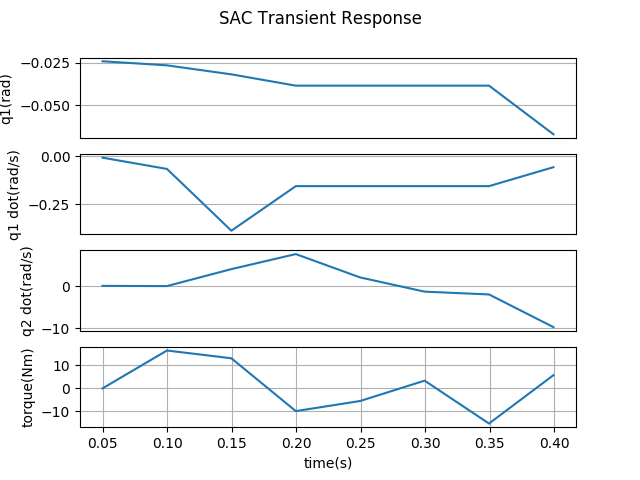 SAC Transient Response
q1(rad)
−0.025
−0.050
q1 dot(rad/s)
0.00
−0.25
q2 dot(rad/s)
0
−10
torque(Nm)
10
0
−10
0.05 0.10 0.15 0.20 0.25 0.30 0.35 0.40
time(s)